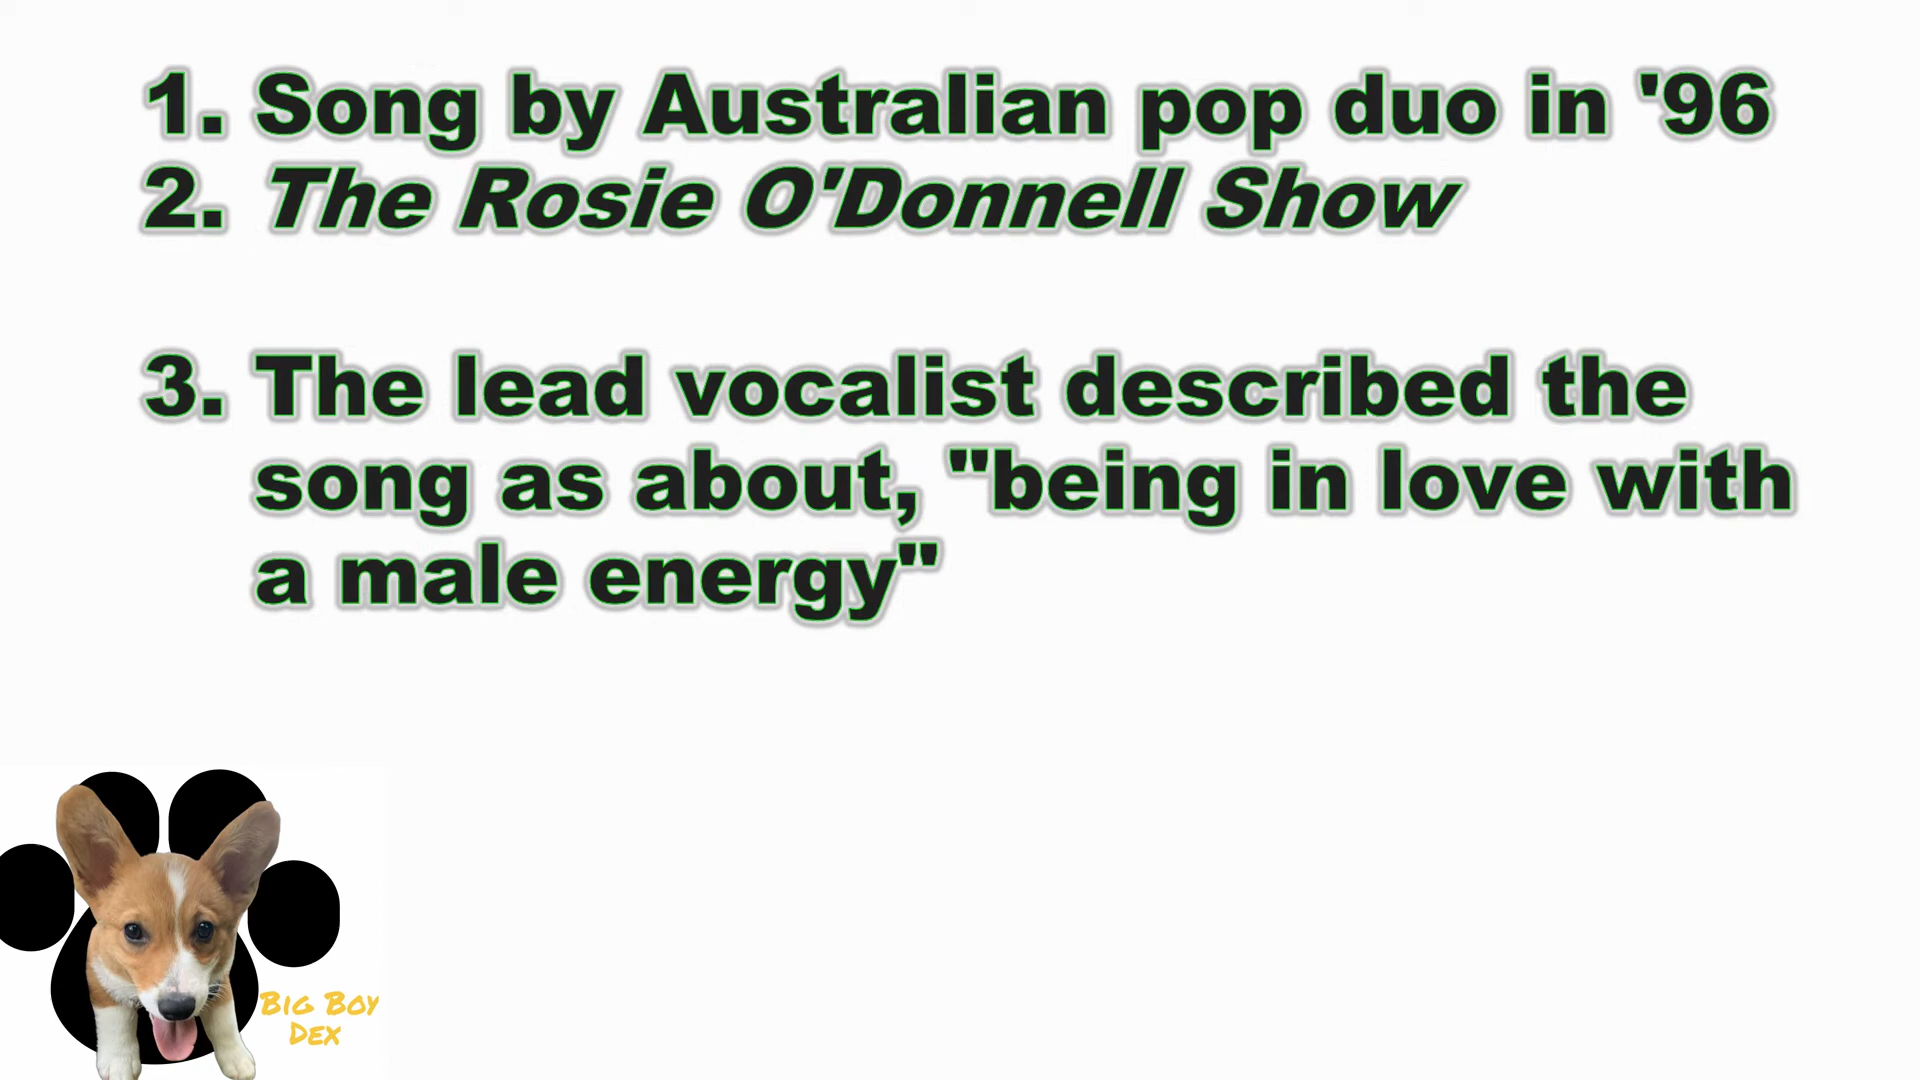 1. Song by Australian pop duo in '96
2. The Rosie O'Donnell Show
3. The lead vocalist described the
song as about, "being in love with
a male energy"
Big Boy
Dex